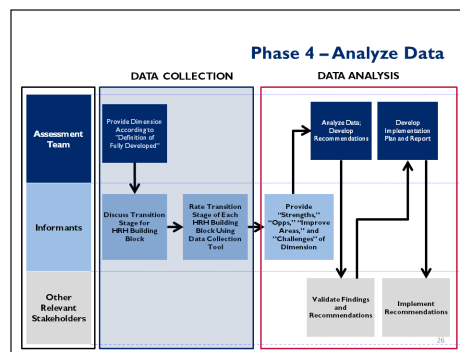 Phase 4 – Analyze Data
DATA COLLECTION
DATA ANALYSIS
Assessment
Team
Provide Dimension
According to
"Definition of
Fully Developed"
Analyze Data;
Develop
Recommendations
Develop
Implementation
Plan and Report
Informants
Discuss Transition
Stage for
HRH Building
Block
Rate Transition
Stage of Each
HRH Building
Block Using
Data Collection
Tool
Provide
"Strengths,"
"Opps," "Improve
Areas," and
"Challenges" of
Dimension
Other
Relevant
Stakeholders
Validate Findings
and
Recommendations
Implement
Recommendations
26